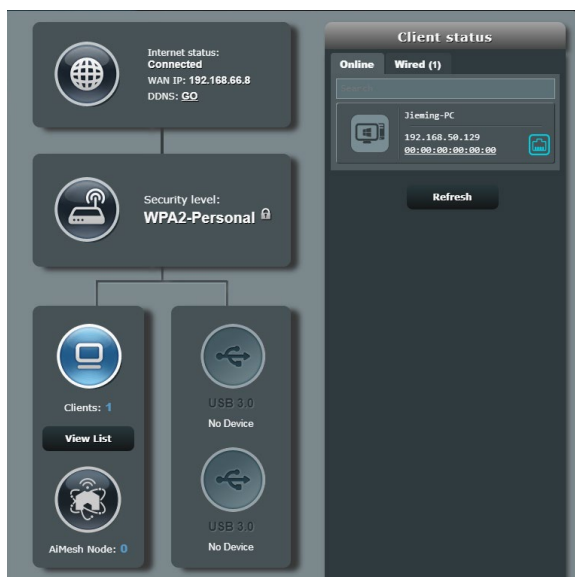 Internet status:
Connected
WAN IP: 192.168.66.8
DDNS: GO
Security level:
WPA2-Personal
Clients: 1
View List
AiMesh Node: 0
USB 3.0
No Device
USB 3.0
No Device
Client status
Online Wired (1)
Search
Jieming-PC
192.168.50.129
00:00:00:00:00:00
Refresh